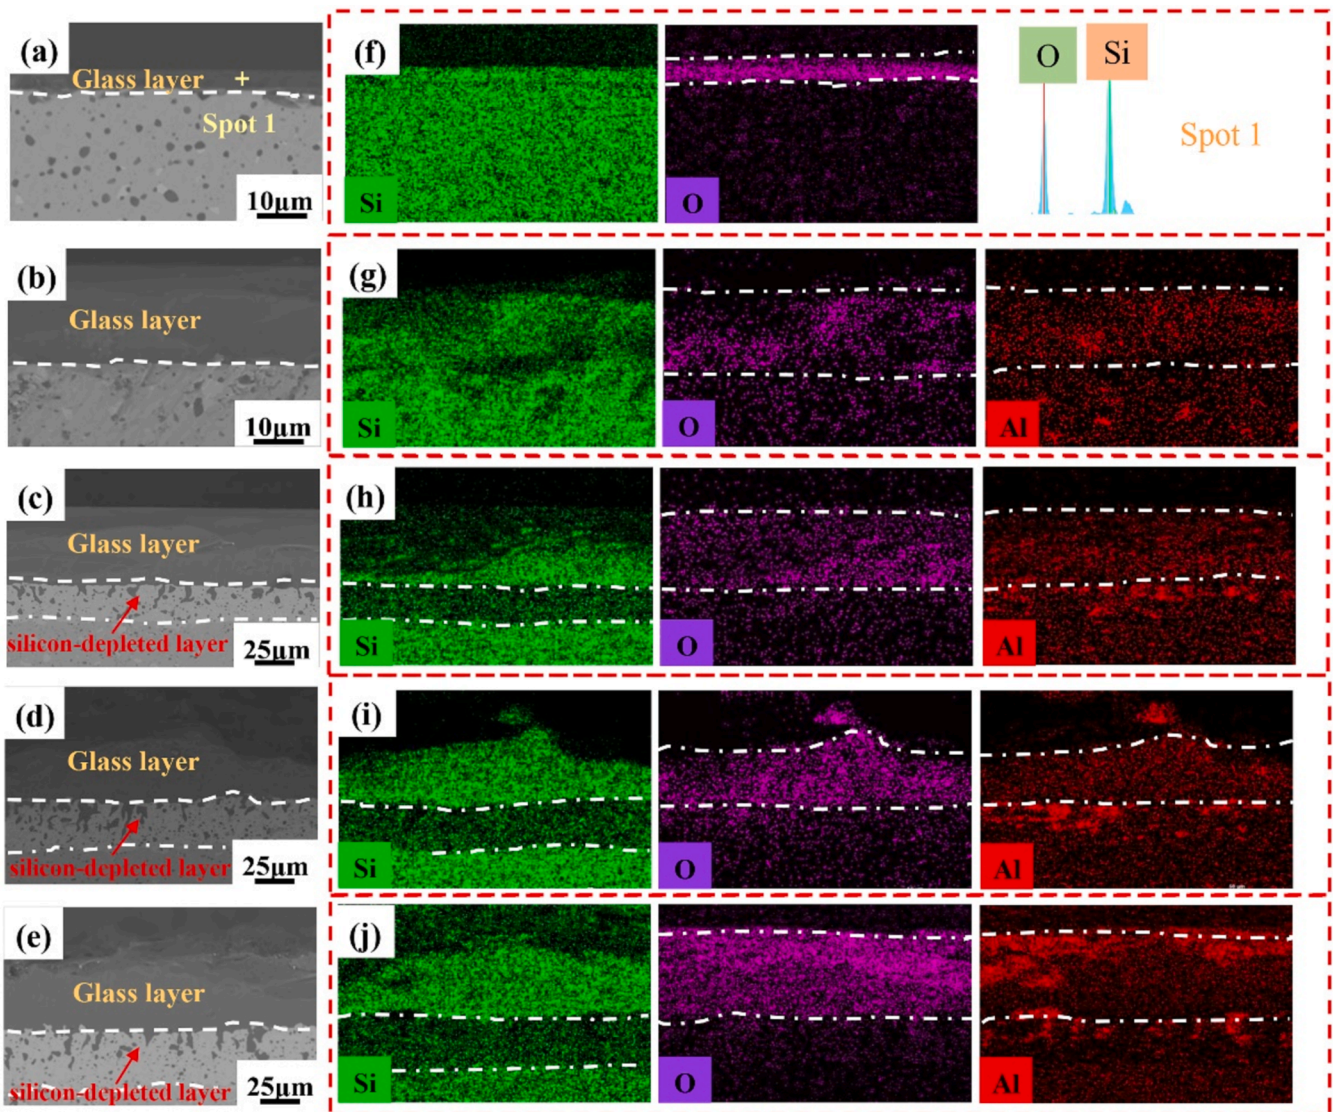 (a)
Glass layer +
Spot 1
10μm
(f)
Si
O
O
Si
Spot 1
(b)
Glass layer
10μm
(g)
Si
O
Al
(c)
Glass layer
silicon-depleted layer
25μm
(h)
Si
O
Al
(d)
Glass layer
silicon-depleted layer
25μm
(i)
Si
O
Al
(e)
Glass layer
silicon-depleted layer
25μm
(j)
Si
O
Al